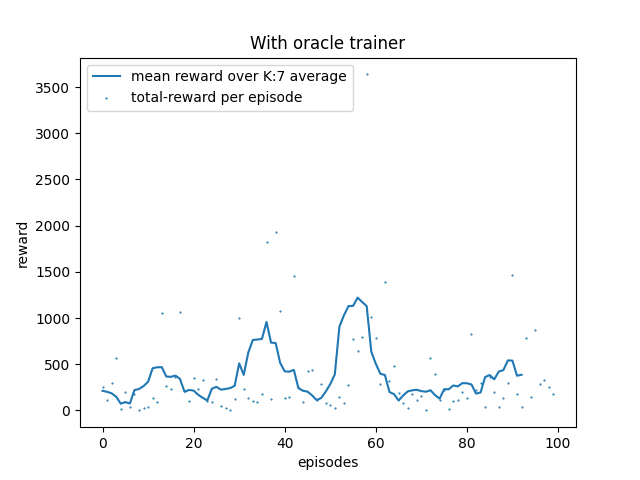 With oracle trainer
mean reward over K:7 average
total-reward per episode
reward
3500
3000
2500
2000
1500
1000
500
0
0 20 40 60 80 100
episodes